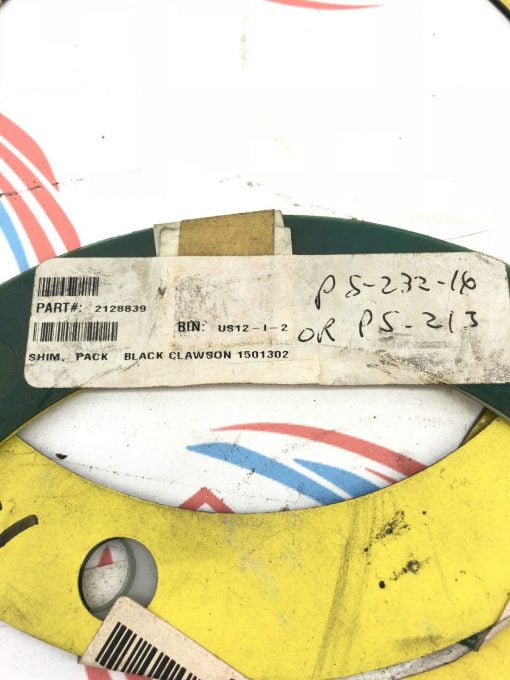 PART#: 2128839
BIN: US12-1-2
SHIM, PACK BLACK CLAWSON 1501302
PS-232-16
OR PS-213